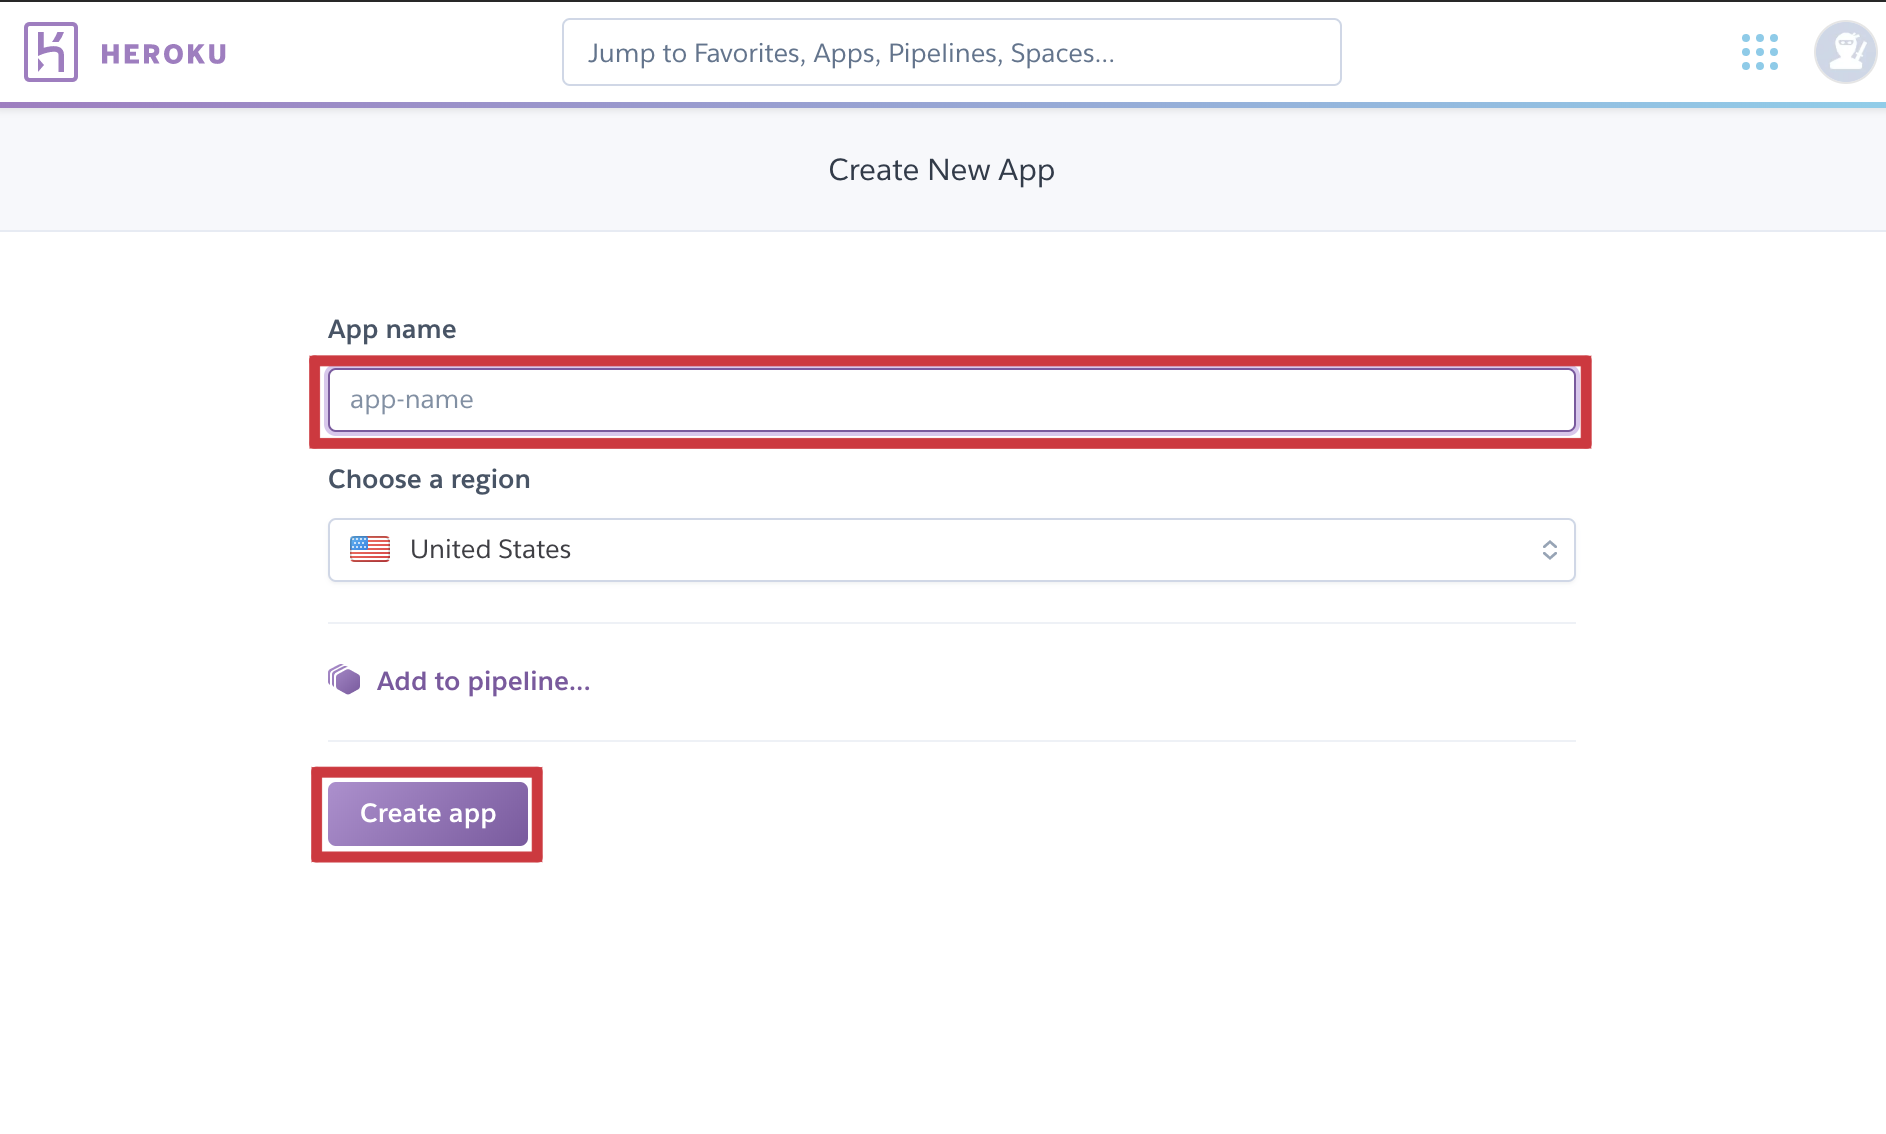 HEROKU
Jump to Favorites, Apps, Pipelines, Spaces...
Create New App
App name
app-name
Choose a region
United States
Add to pipeline...
Create app